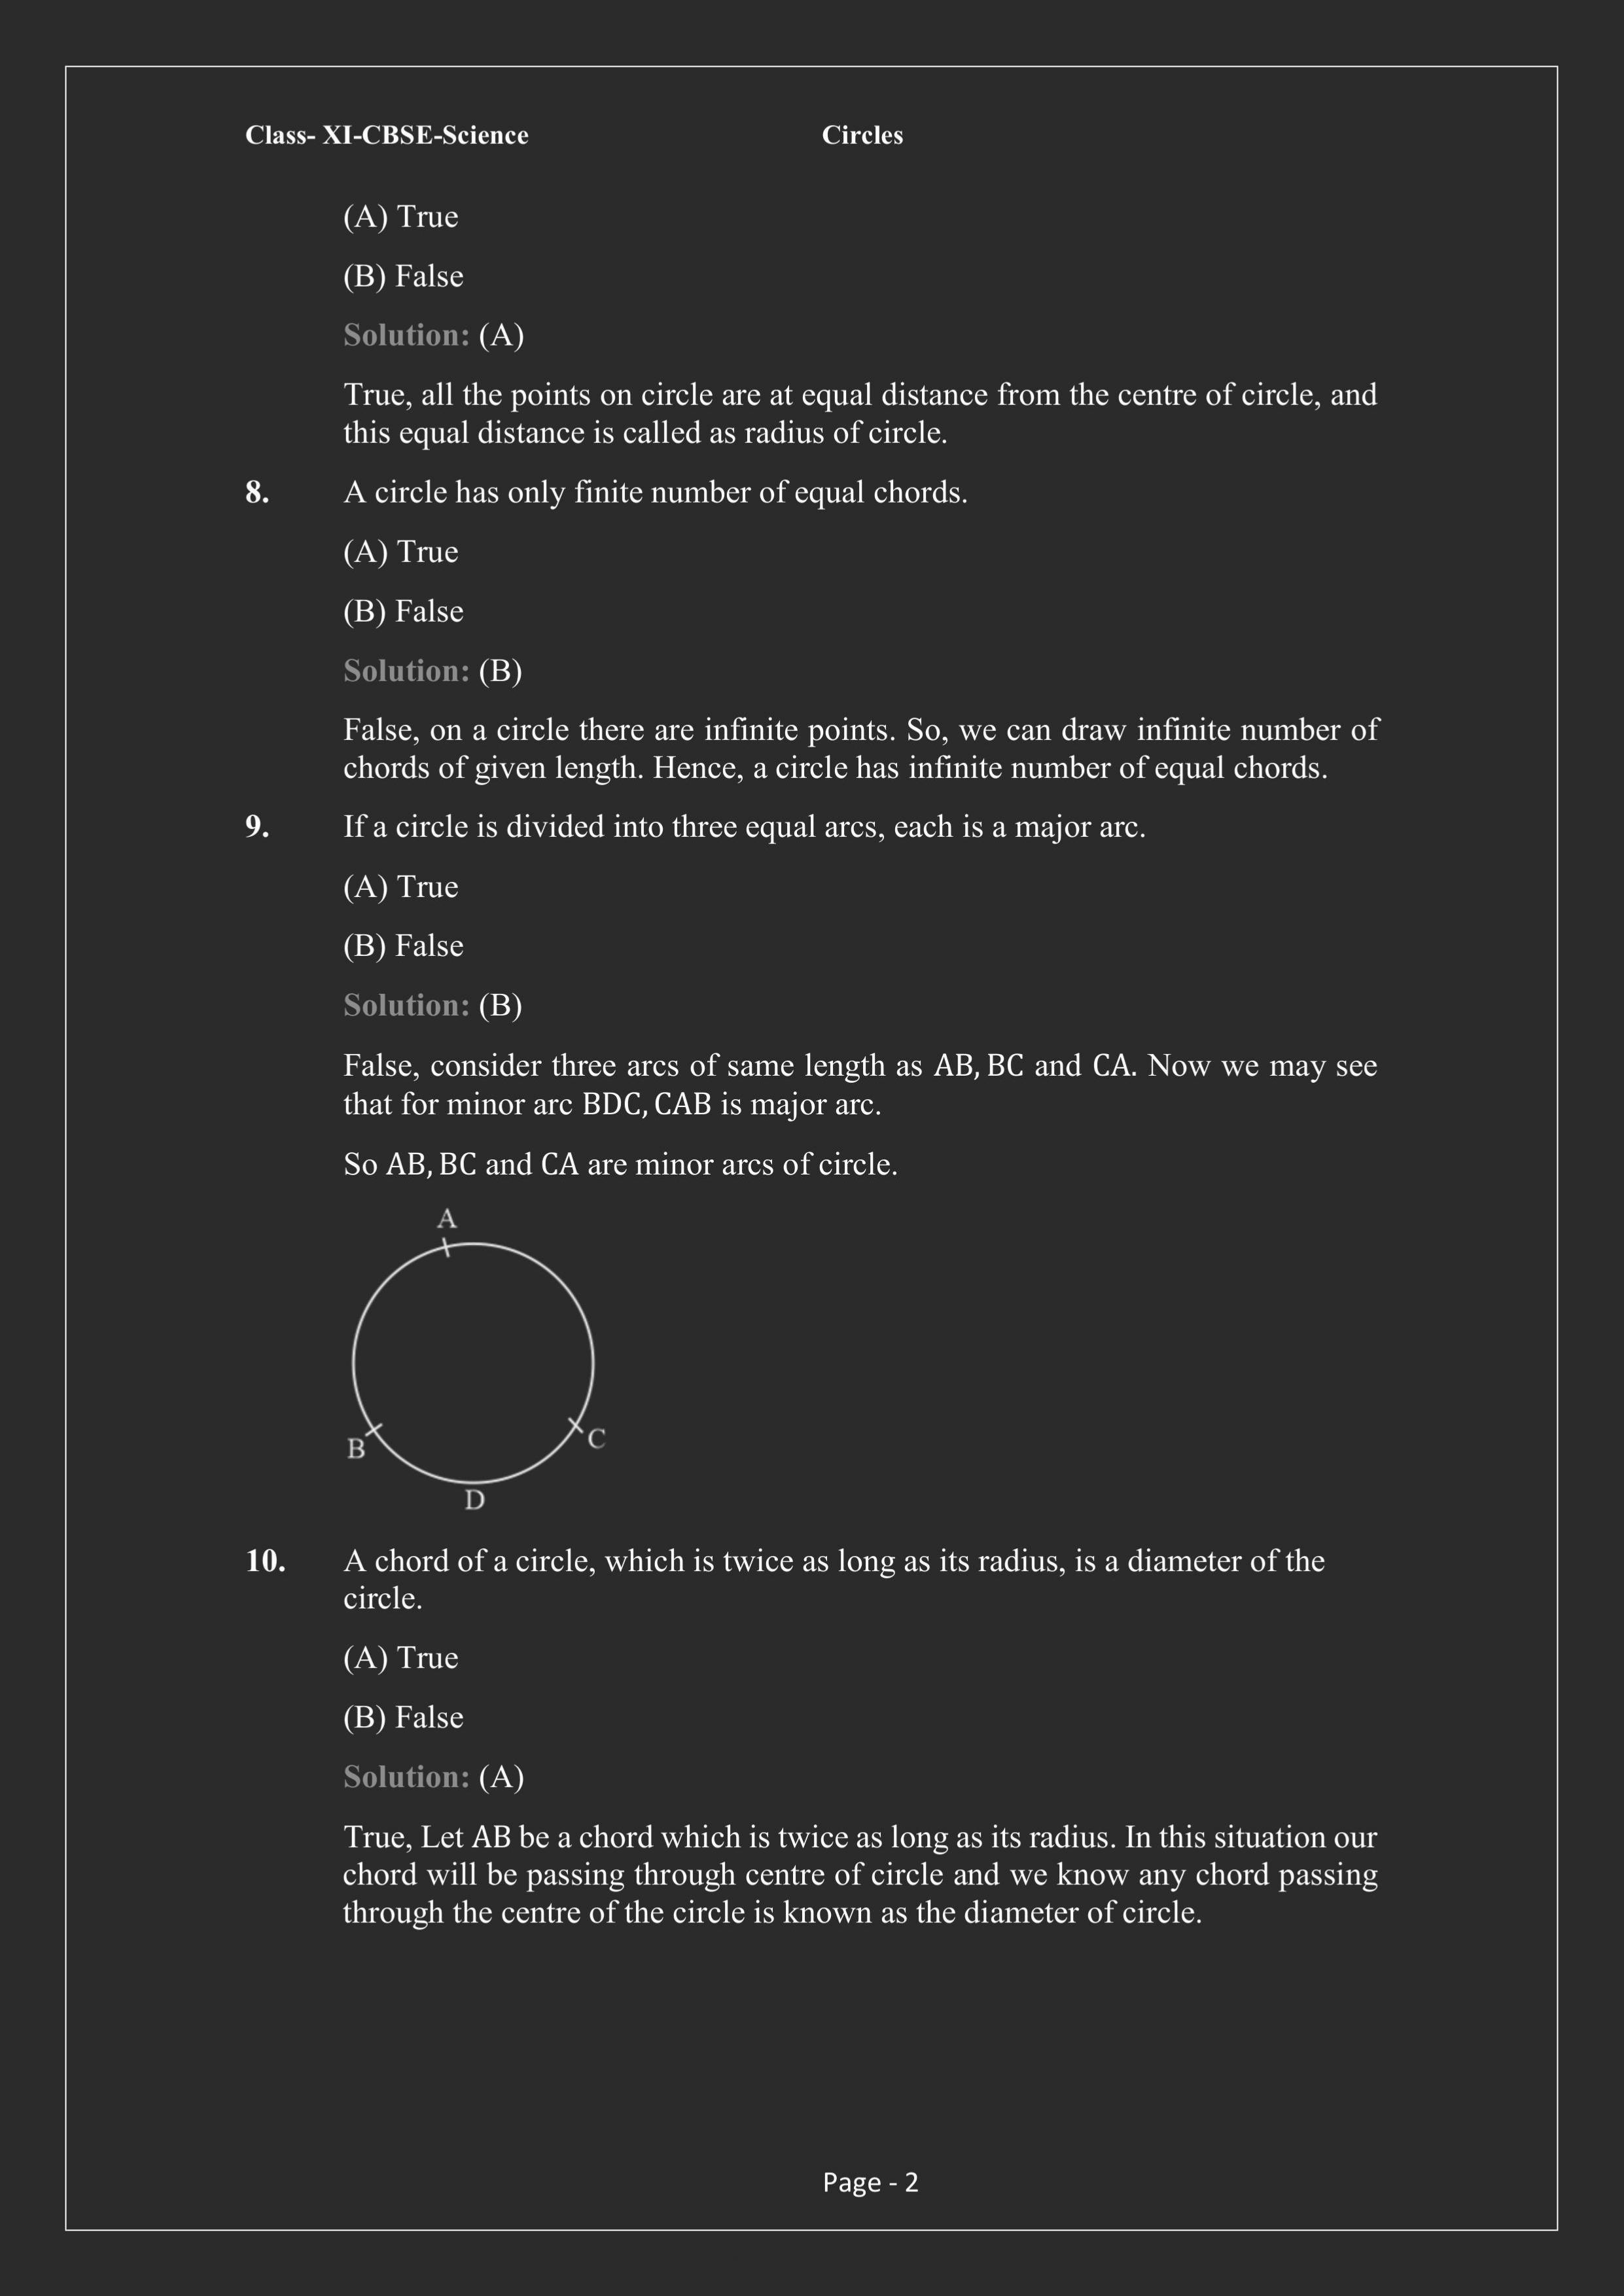 Class- XI-CBSE-Science Circles
(A) True
(B) False
Solution: (A)
True, all the points on circle are at equal distance from the centre of circle, and
this equal distance is called as radius of circle.
8. A circle has only finite number of equal chords.
(A) True
(B) False
Solution: (B)
False, on a circle there are infinite points. So, we can draw infinite number of
chords of given length. Hence, a circle has infinite number of equal chords.
9. If a circle is divided into three equal arcs, each is a major arc.
(A) True
(B) False
Solution: (B)
False, consider three arcs of same length as AB, BC and CA. Now we may see
that for minor arc BDC, CAB is major arc.
So AB, BC and CA are minor arcs of circle.
A
B
C
D
10. A chord of a circle, which is twice as long as its radius, is a diameter of the
circle.
(A) True
(B) False
Solution: (A)
True, Let AB be a chord which is twice as long as its radius. In this situation our
chord will be passing through centre of circle and we know any chord passing
through the centre of the circle is known as the diameter of circle.
Page - 2